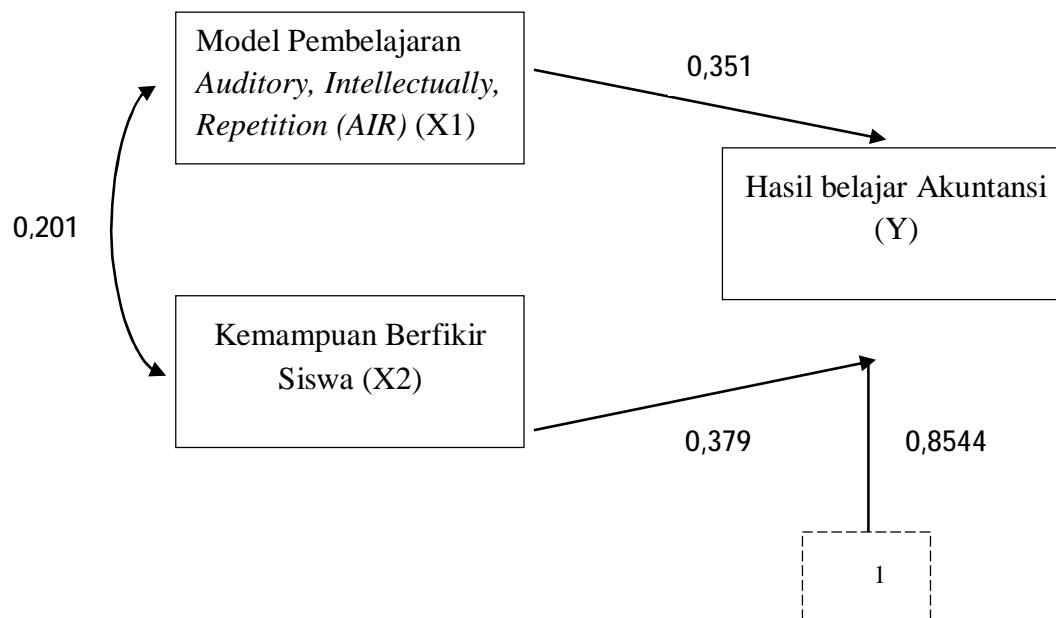 Model Pembelajaran
Auditory, Intellectually,
Repetition (AIR) (X1)
0,351
Hasil belajar Akuntansi
(Y)
0,201
Kemampuan Berfikir
Siswa (X2)
0,379
0,8544
1